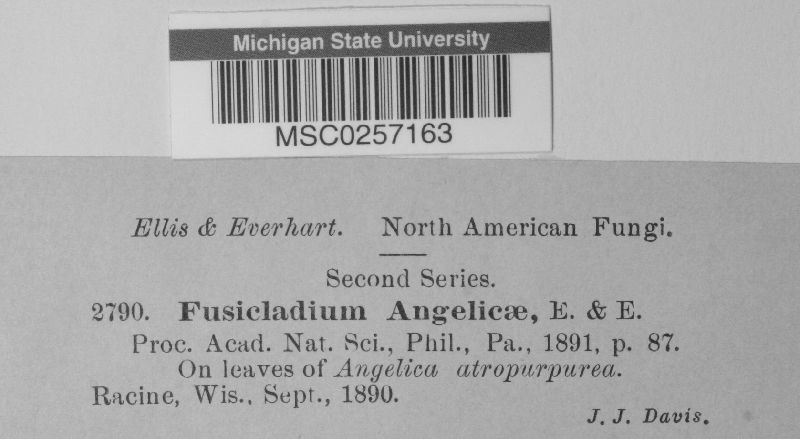 Michigan State University
MSC0257163
Ellis & Everhart. North American Fungi.
Second Series.
2790. Fusicladium Angelicæ, E. & E.
Proc. Acad. Nat. Sci., Phil., Pa., 1891, p. 87.
On leaves of Angelica atropurpurea.
Racine, Wis., Sept., 1890.
J. J. Davis.